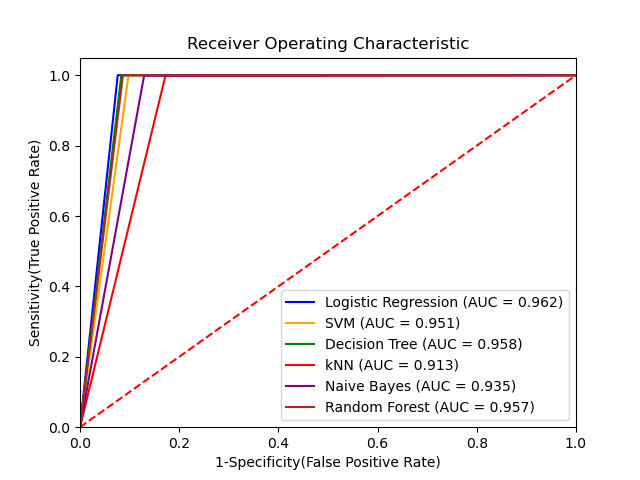 Receiver Operating Characteristic
Sensitivity(True Positive Rate)
1.0
0.8
0.6
0.4
0.2
0.0
Logistic Regression (AUC = 0.962)
SVM (AUC = 0.951)
Decision Tree (AUC = 0.958)
kNN (AUC = 0.913)
Naive Bayes (AUC = 0.935)
Random Forest (AUC = 0.957)
0.0 0.2 0.4 0.6 0.8 1.0
1-Specificity(False Positive Rate)